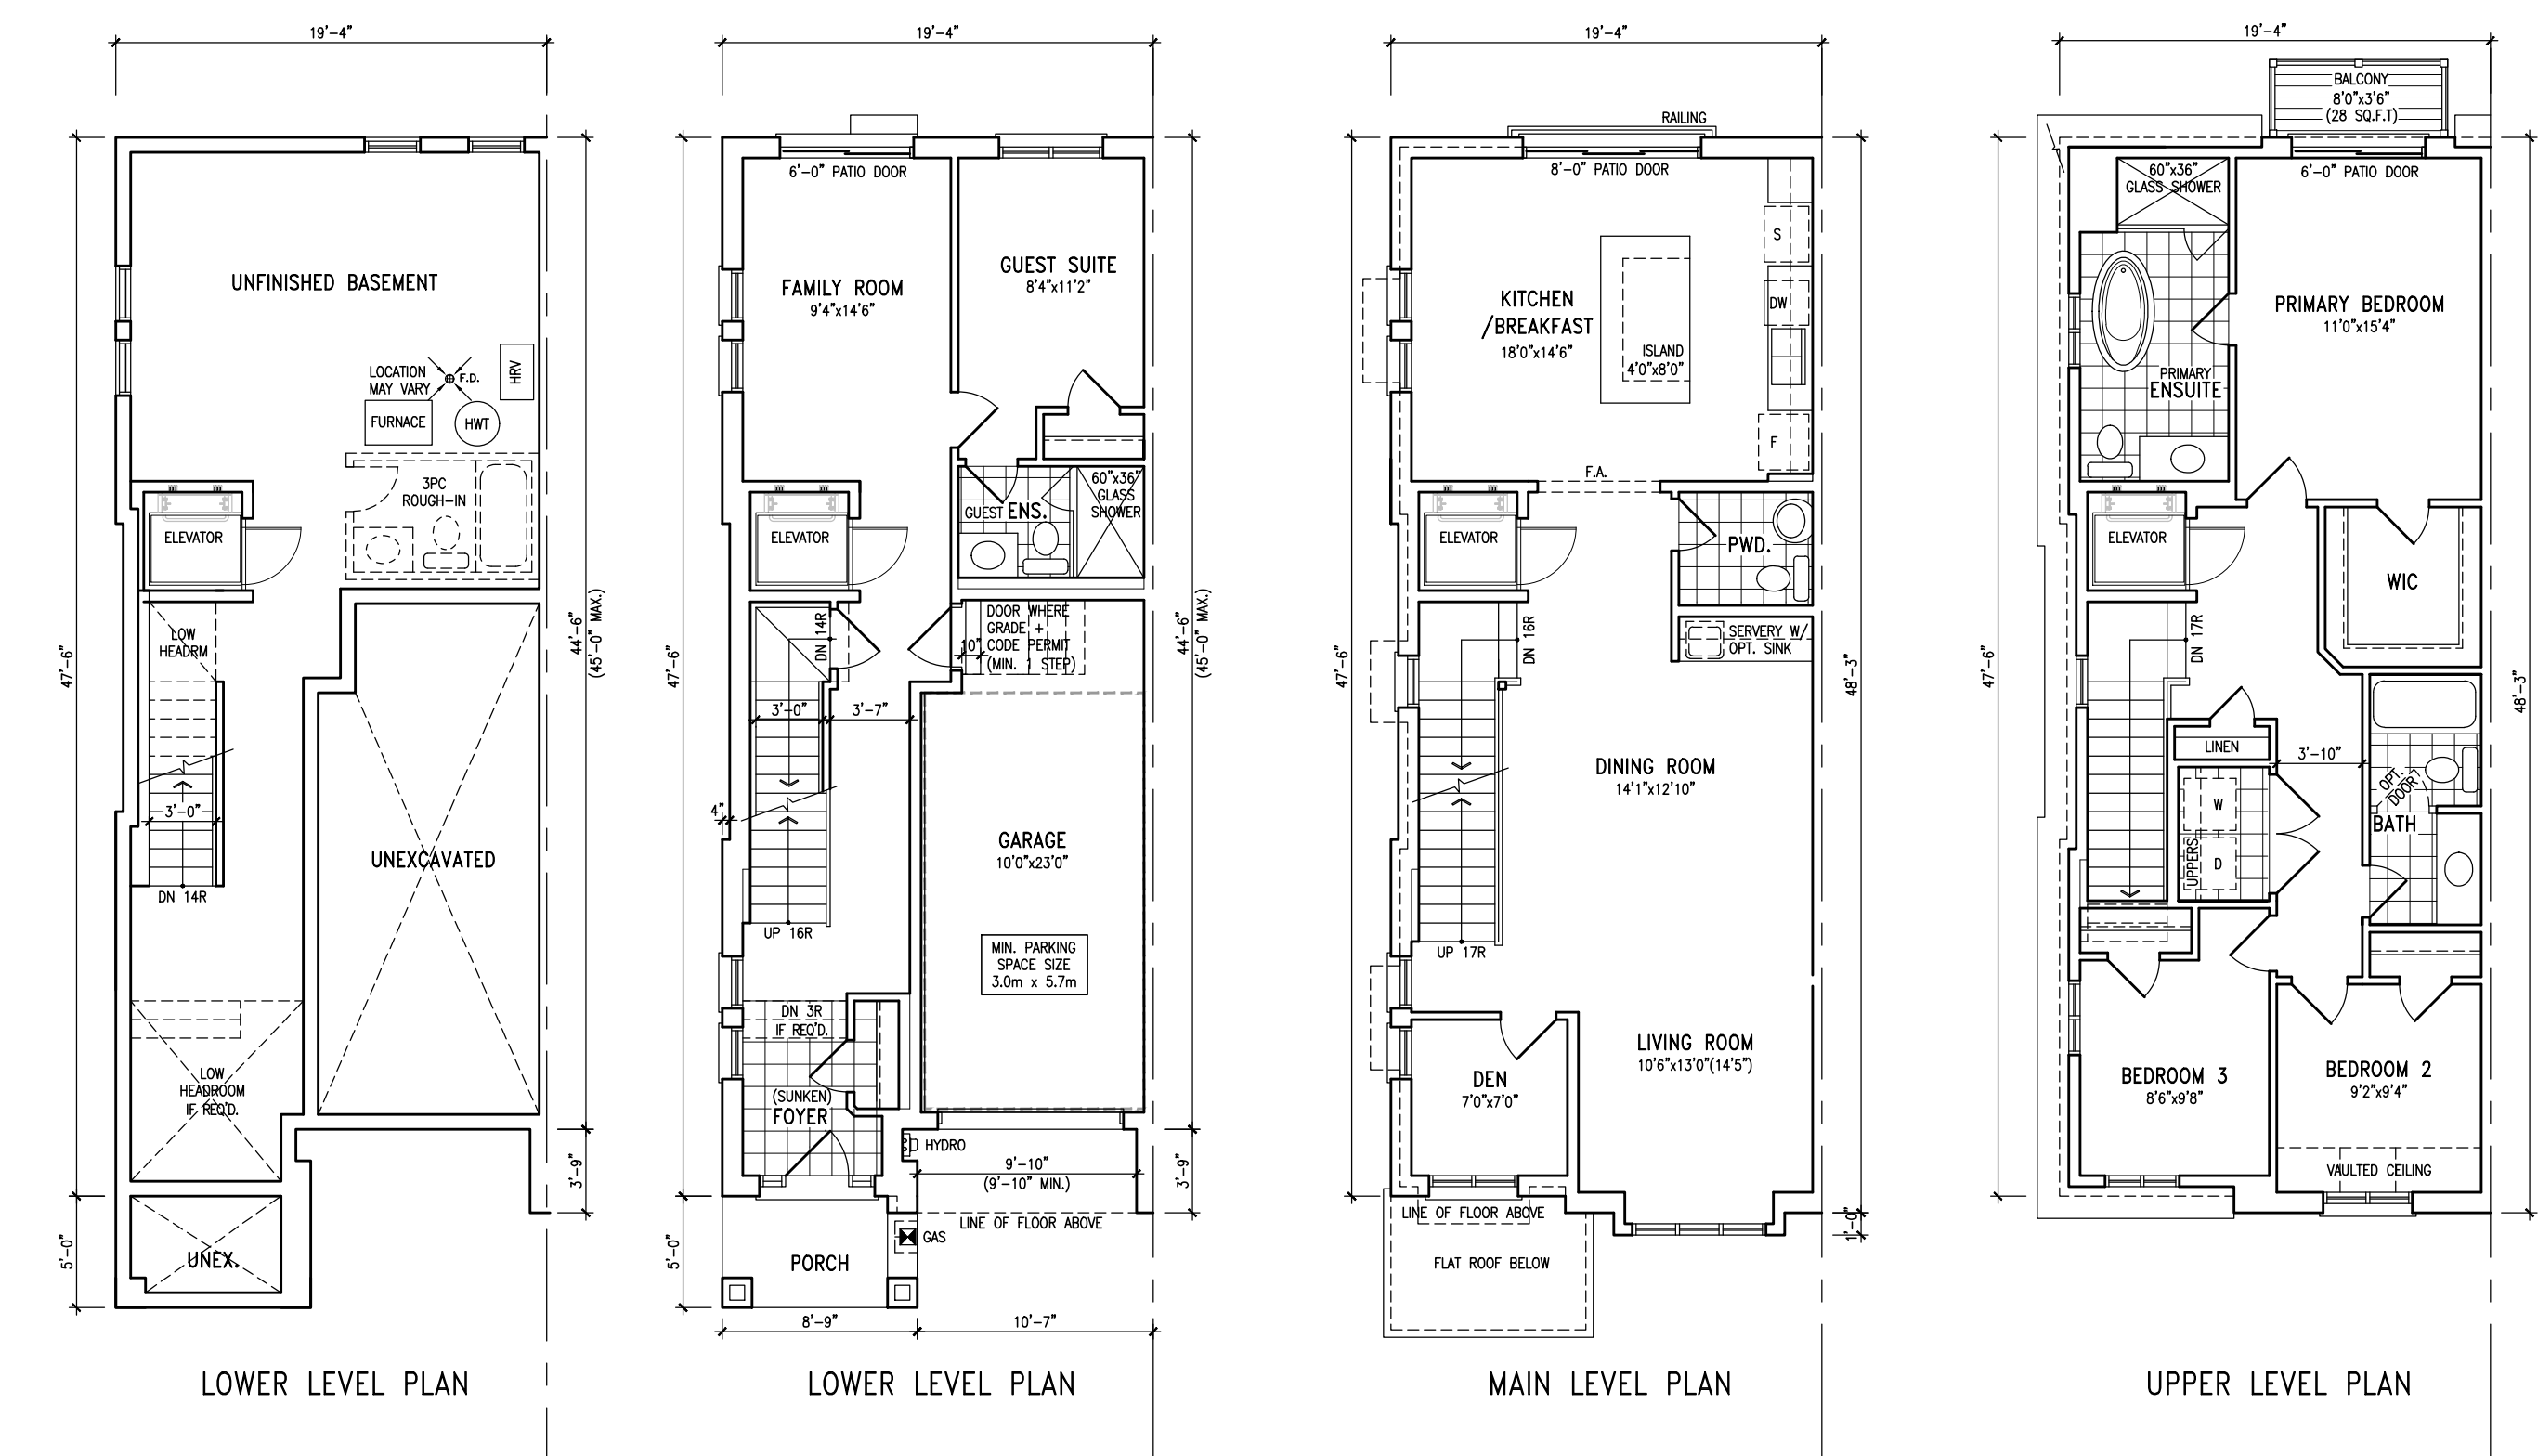 19'-4"
47'-6"
5'-0"
UNFINISHED BASEMENT
LOCATION
MAY VARY
F.D.
HRV
FURNACE
HWT
3PC
ROUGH-IN
ELEVATOR
LOW
HEADRM
3'-0"
DN 14R
UNEXCAVATED
LOW
HEADROOM
IF REQ'D.
UNEX.
44'-6"
(45'-0" MAX.)
3'-9"
LOWER LEVEL PLAN
19'-4"
47'-6"
5'-0"
6'-0" PATIO DOOR
FAMILY ROOM
9'4"x14'6"
GUEST SUITE
8'4"x11'2"
60"x36"
GLASS
SHOWER
GUEST ENS.
ELEVATOR
DN 14R
DOOR WHERE
GRADE +
CODE PERMIT
(MIN. 1 STEP)
10"
3'-0"
3'-7"
4"
GARAGE
10'0"x23'0"
UP 16R
MIN. PARKING
SPACE SIZE
3.0m x 5.7m
DN 3R
IF REQ'D.
(SUNKEN)
FOYER
HYDRO
9'-10"
(9'-10" MIN.)
LINE OF FLOOR ABOVE
GAS
PORCH
8'-9"
10'-7"
44'-6"
(45'-0" MAX.)
3'-9"
LOWER LEVEL PLAN
19'-4"
47'-6"
RAILING
8'-0" PATIO DOOR
S
DW
F
KITCHEN
/BREAKFAST
18'0"x14'6"
ISLAND
4'0"x8'0"
F.A.
ELEVATOR
PWD.
DN 16R
SERVERY W/
OPT. SINK
DINING ROOM
14'1"x12'10"
UP 17R
LIVING ROOM
10'6"x13'0"(14'5")
DEN
7'0"x7'0"
LINE OF FLOOR ABOVE
FLAT ROOF BELOW
48'-3"
1'-0"
MAIN LEVEL PLAN
19'-4"
47'-6"
BALCONY
8'0"x3'6"
(28 SQ.F.T)
60"x36"
GLASS SHOWER
6'-0" PATIO DOOR
PRIMARY BEDROOM
11'0"x15'4"
PRIMARY
ENSUITE
ELEVATOR
WIC
DN 17R
LINEN
3'-10"
OPT.
DOOR
BATH
W
D
UPPERS
BEDROOM 3
8'6"x9'8"
BEDROOM 2
9'2"x9'4"
VAULTED CEILING
48'-3"
UPPER LEVEL PLAN